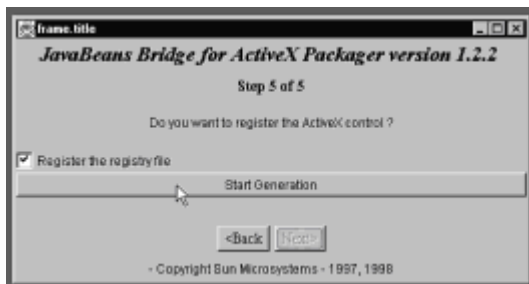 frame.title
JavaBeans Bridge for ActiveX Packager version 1.2.2
Step 5 of 5
Do you want to register the ActiveX control ?
Register the registry file
Start Generation
<Back Next>
- Copyright Sun Microsystems - 1997, 1998